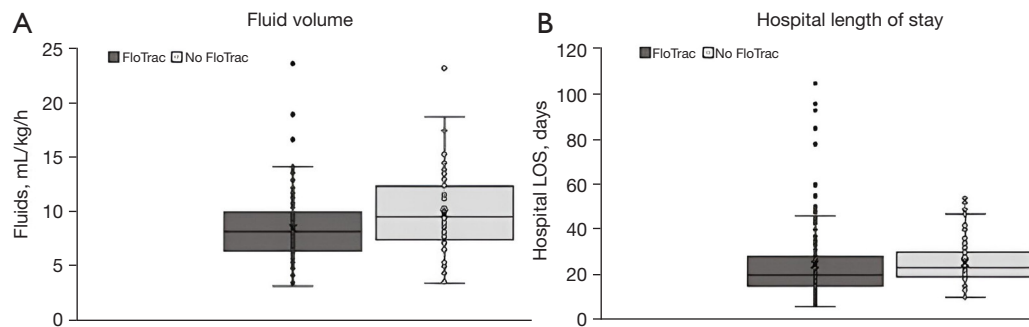 A
Fluid volume
FloTrac No FloTrac
Fluids, mL/kg/h
25
20
15
10
5
0
B
Hospital length of stay
FloTrac No FloTrac
Hospital LOS, days
120
100
80
60
40
20
0